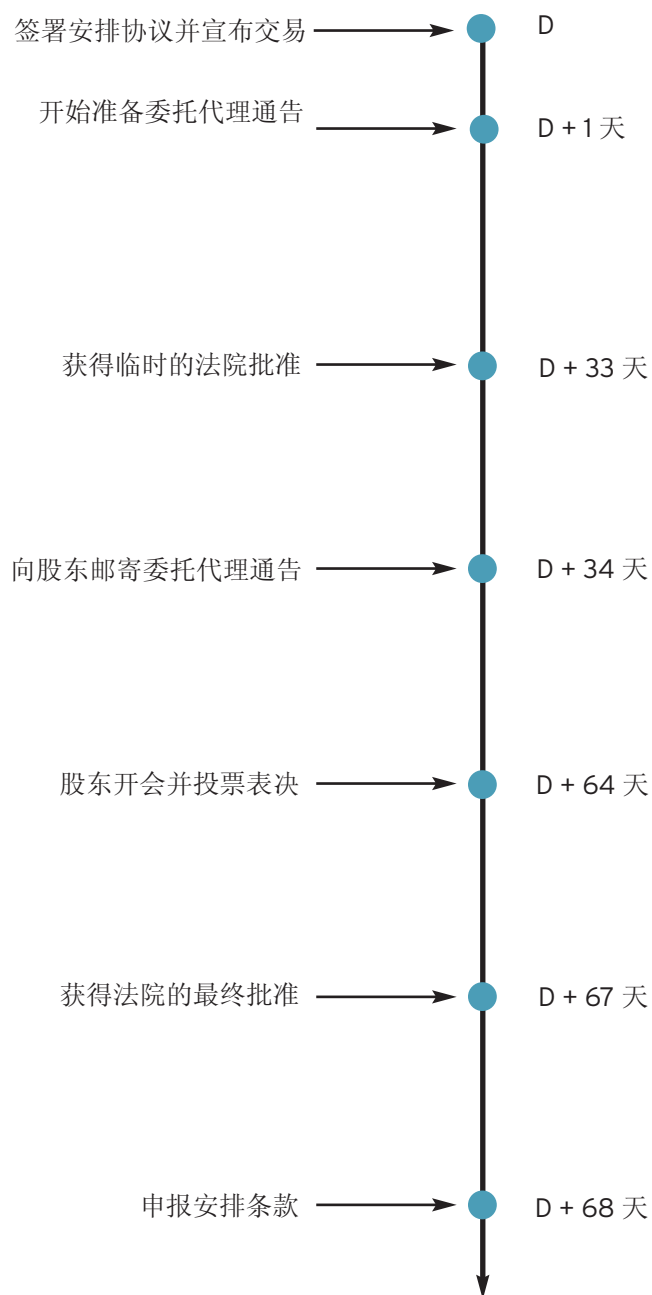 签署安排协议并宣布交易 D
开始准备委托代理通告 D + 1 天
获得临时的法院批准 D + 33 天
向股东邮寄委托代理通告 D + 34 天
股东开会并投票表决 D + 64 天
获得法院的最终批准 D + 67 天
申报安排条款 D + 68 天